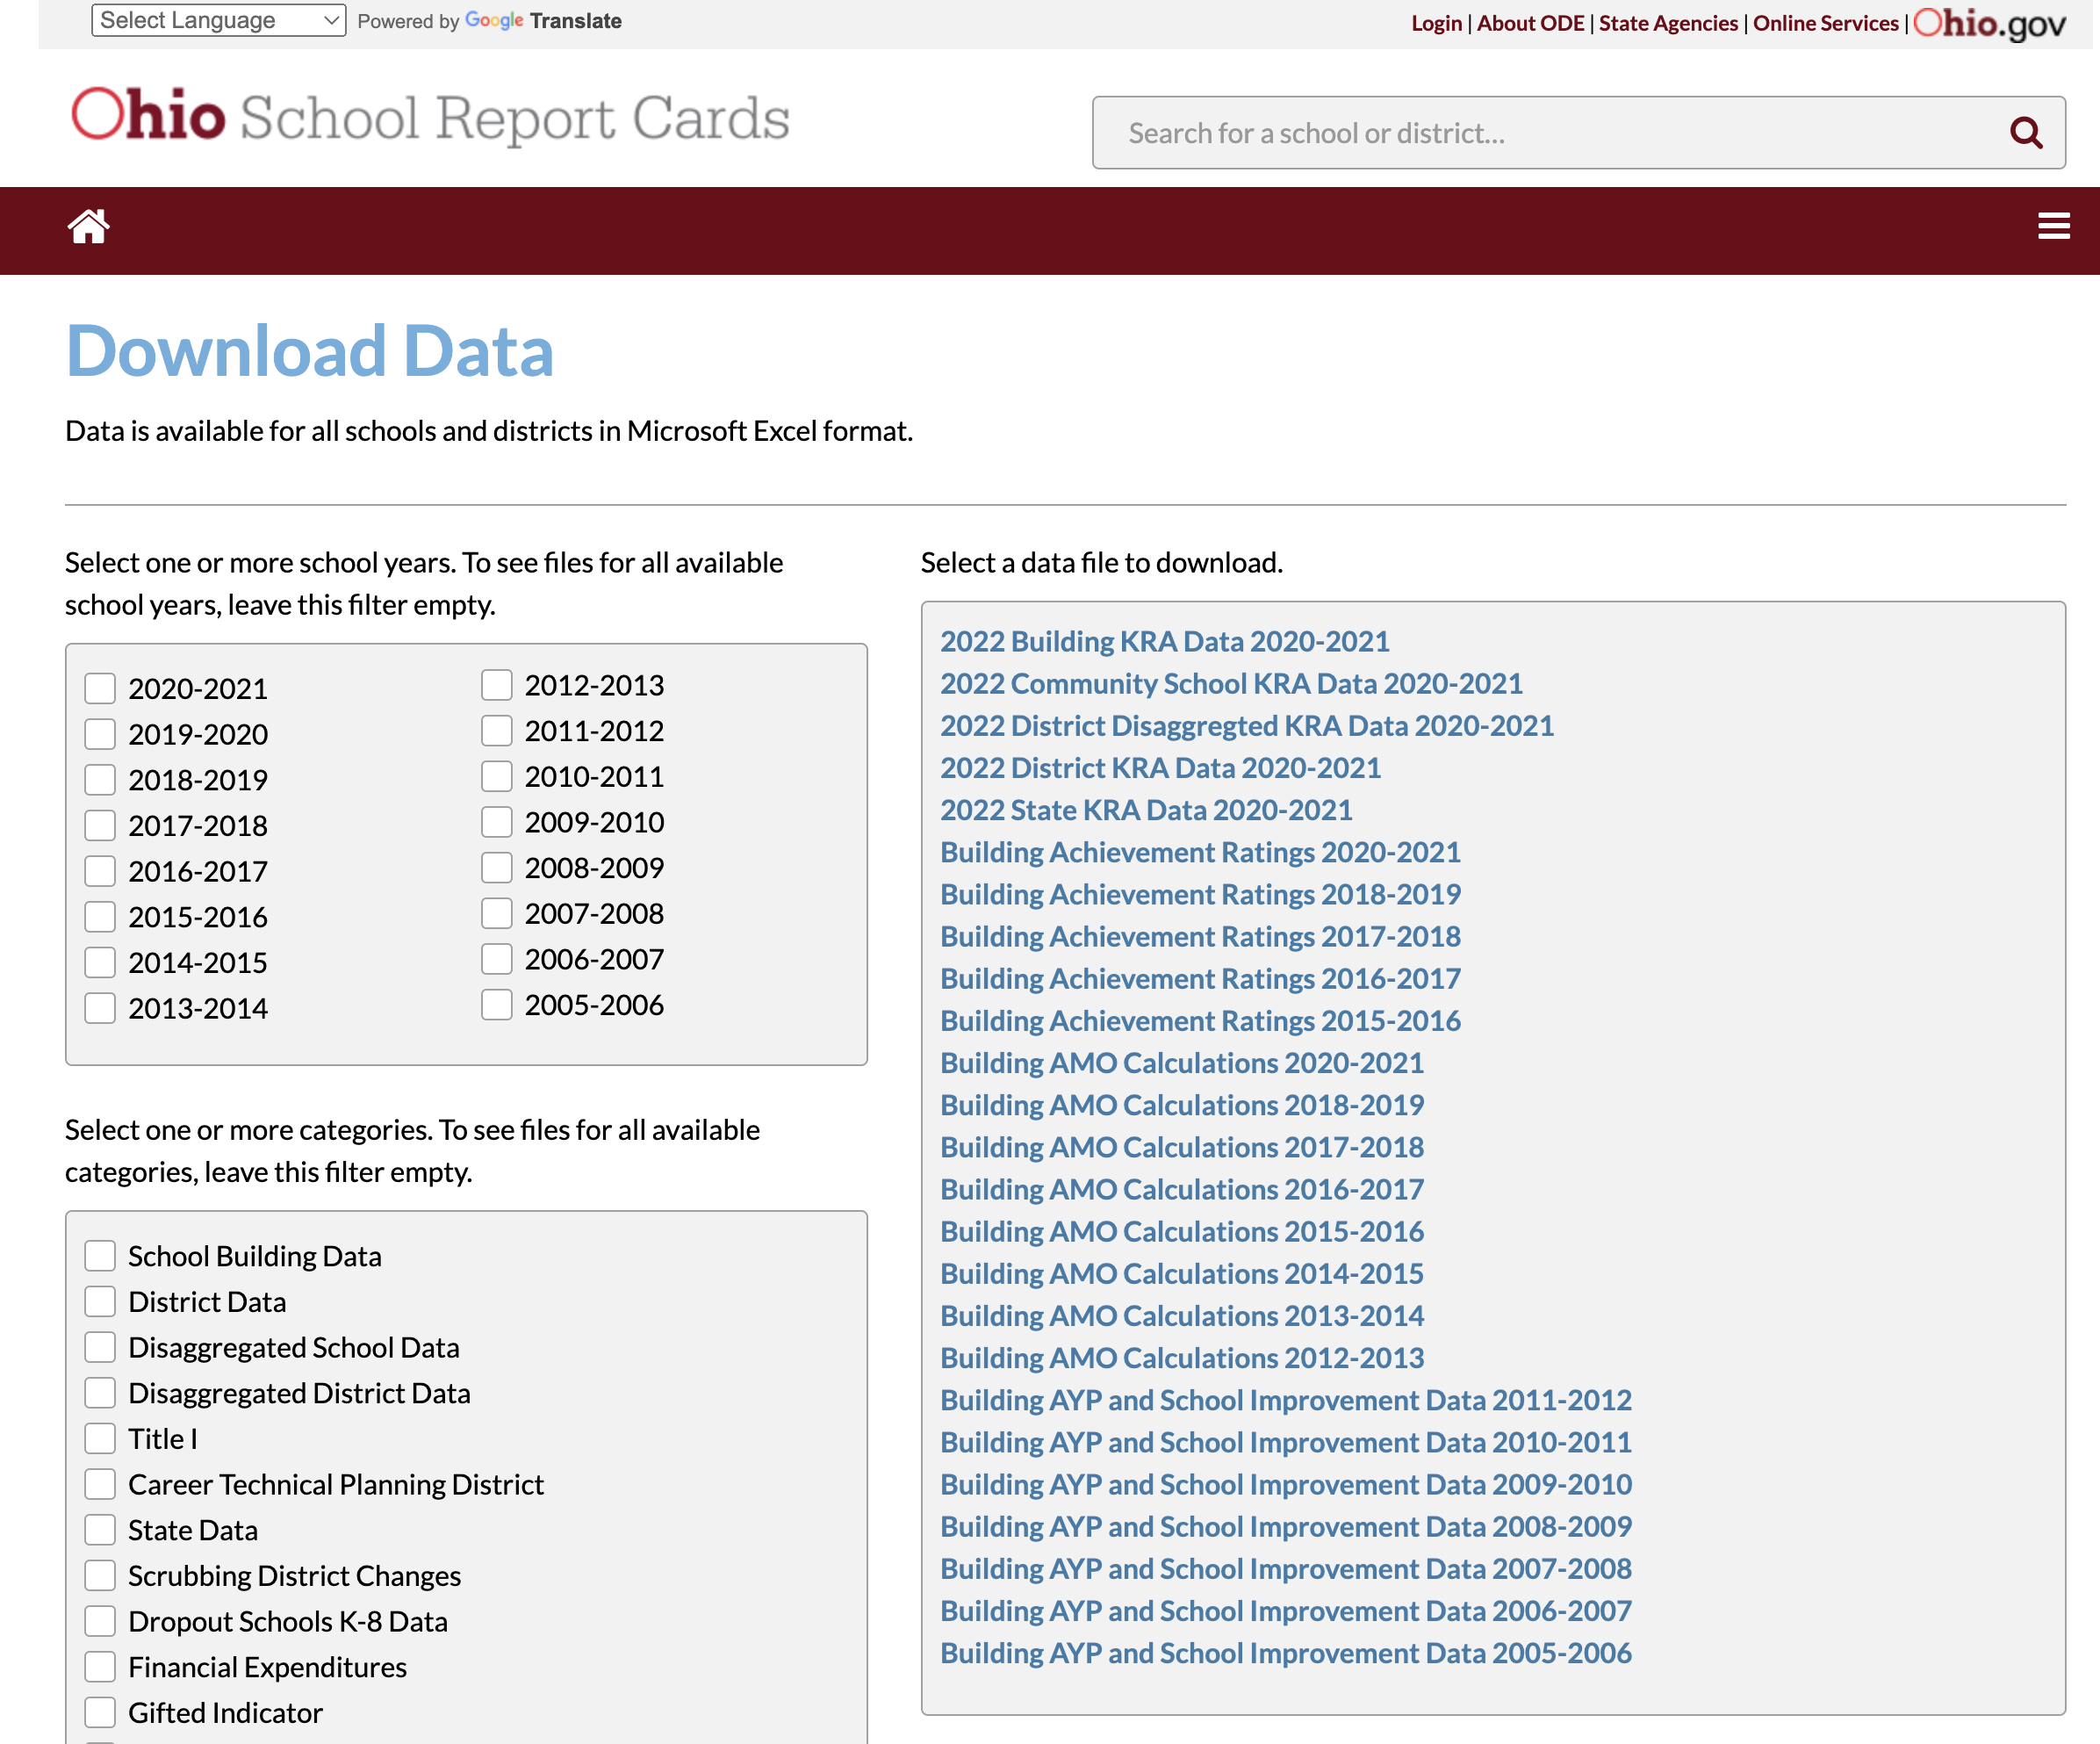 Select Language
Powered by Google Translate
Login | About ODE | State Agencies | Online Services | Ohio.gov
Ohio School Report Cards
Search for a school or district...
Download Data
Data is available for all schools and districts in Microsoft Excel format.
Select one or more school years. To see files for all available
school years, leave this filter empty.
2020-2021
2019-2020
2018-2019
2017-2018
2016-2017
2015-2016
2014-2015
2013-2014
2012-2013
2011-2012
2010-2011
2009-2010
2008-2009
2007-2008
2006-2007
2005-2006
Select one or more categories. To see files for all available
categories, leave this filter empty.
School Building Data
District Data
Disaggregated School Data
Disaggregated District Data
Title I
Career Technical Planning District
State Data
Scrubbing District Changes
Dropout Schools K-8 Data
Financial Expenditures
Gifted Indicator
Select a data file to download.
2022 Building KRA Data 2020-2021
2022 Community School KRA Data 2020-2021
2022 District Disaggregted KRA Data 2020-2021
2022 District KRA Data 2020-2021
2022 State KRA Data 2020-2021
Building Achievement Ratings 2020-2021
Building Achievement Ratings 2018-2019
Building Achievement Ratings 2017-2018
Building Achievement Ratings 2016-2017
Building Achievement Ratings 2015-2016
Building AMO Calculations 2020-2021
Building AMO Calculations 2018-2019
Building AMO Calculations 2017-2018
Building AMO Calculations 2016-2017
Building AMO Calculations 2015-2016
Building AMO Calculations 2014-2015
Building AMO Calculations 2013-2014
Building AMO Calculations 2012-2013
Building AYP and School Improvement Data 2011-2012
Building AYP and School Improvement Data 2010-2011
Building AYP and School Improvement Data 2009-2010
Building AYP and School Improvement Data 2008-2009
Building AYP and School Improvement Data 2007-2008
Building AYP and School Improvement Data 2006-2007
Building AYP and School Improvement Data 2005-2006